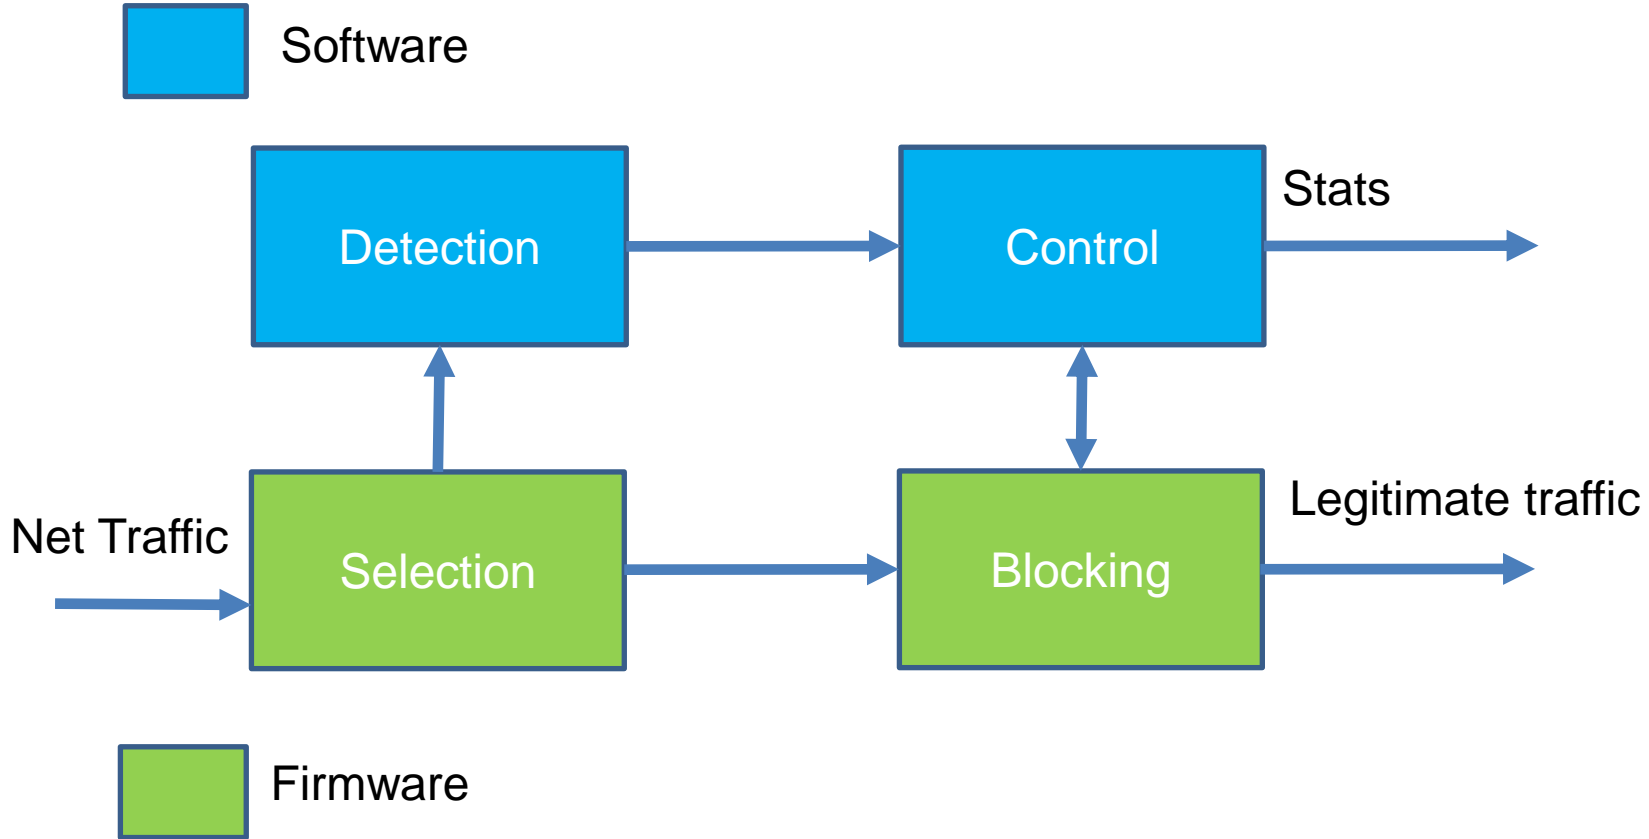 Software
Detection
Control
Stats
Net Traffic
Selection
Blocking
Legitimate traffic
Firmware